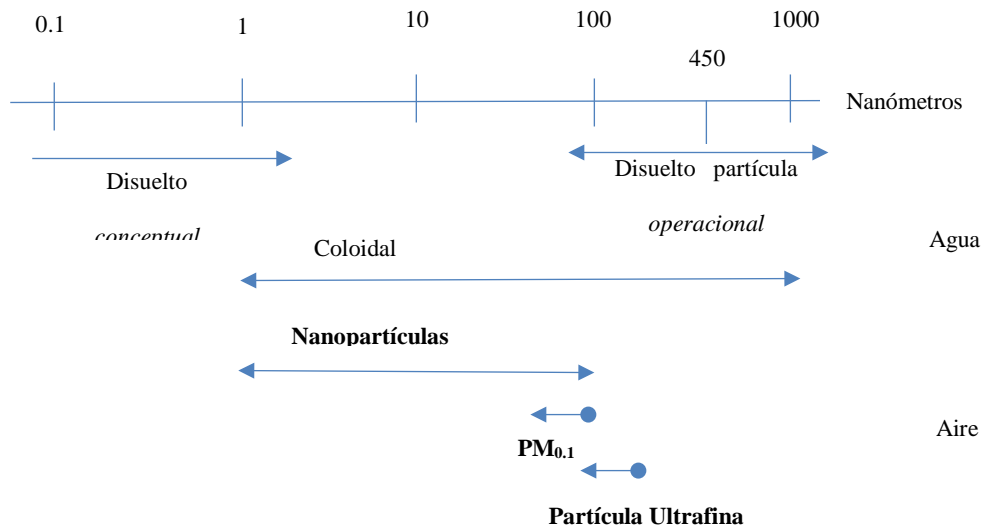 0.1 1 10 100 1000
450
Nanómetros
Disuelto
Disuelto partícula
conceptual
operacional
Agua
Coloidal
Nanopartículas
Aire
PM0.1
Partícula Ultrafina